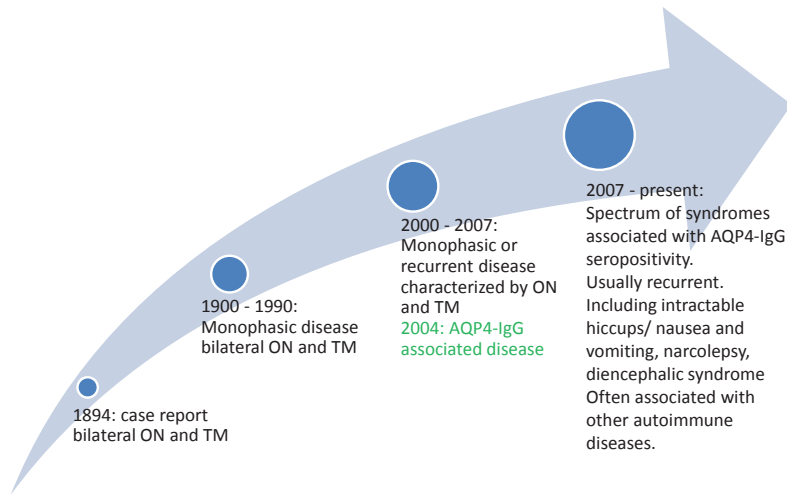 1894: case report
bilateral ON and TM
1900 - 1990:
Monophasic disease
bilateral ON and TM
2000 - 2007:
Monophasic or
recurrent disease
characterized by ON
and TM
2004: AQP4-IgG
associated disease
2007 - present:
Spectrum of syndromes
associated with AQP4-IgG
seropositivity.
Usually recurrent.
Including intractable
hiccups/ nausea and
vomiting, narcolepsy,
diencephalic syndrome
Often associated with
other autoimmune
diseases.